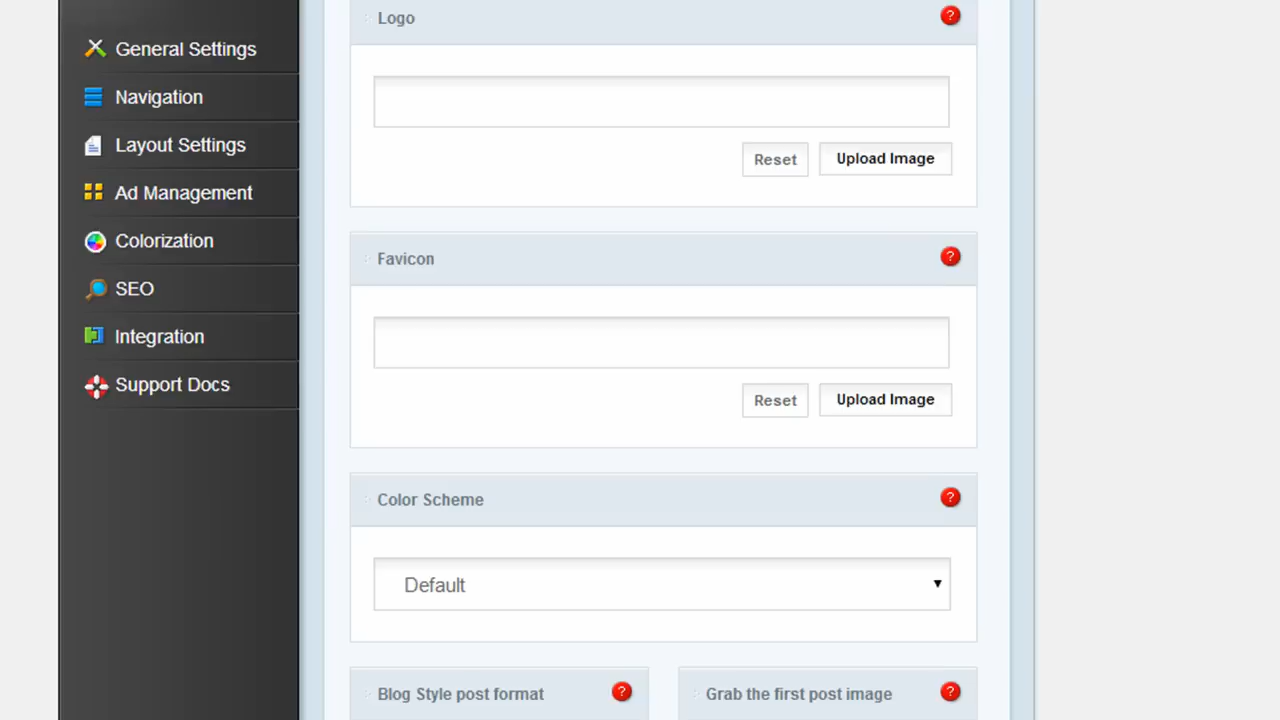 General Settings
Navigation
Layout Settings
Ad Management
Colorization
SEO
Integration
Support Docs
Logo ?
Reset Upload Image
Favicon ?
Reset Upload Image
Color Scheme ?
Default
Blog Style post format ? Grab the first post image ?